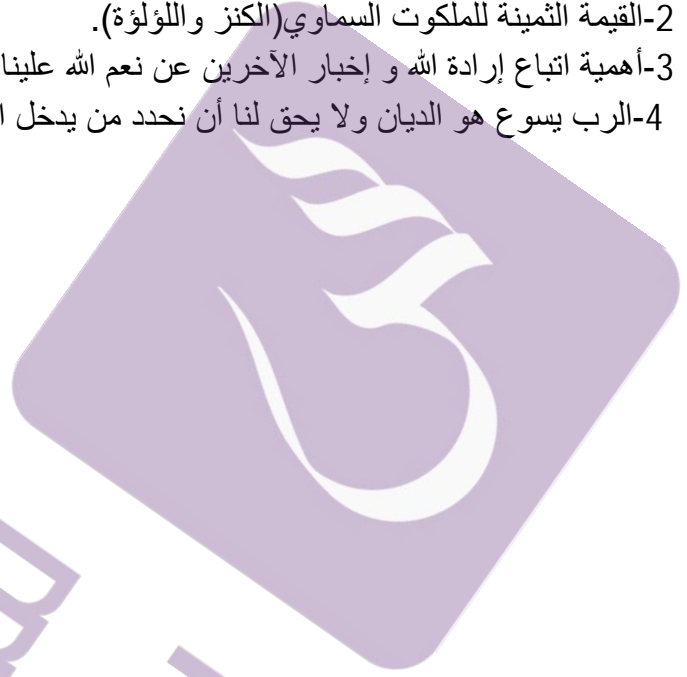 2-القيمة الثمينة للملكوت السماوي(الكنز واللؤلؤة).
3-أهمية اتباع إرادة الله و إخبار الآخرين عن نعم الله علينا
4-الرب يسوع هو الديان ولا يحق لنا أن نحدد من يدخل